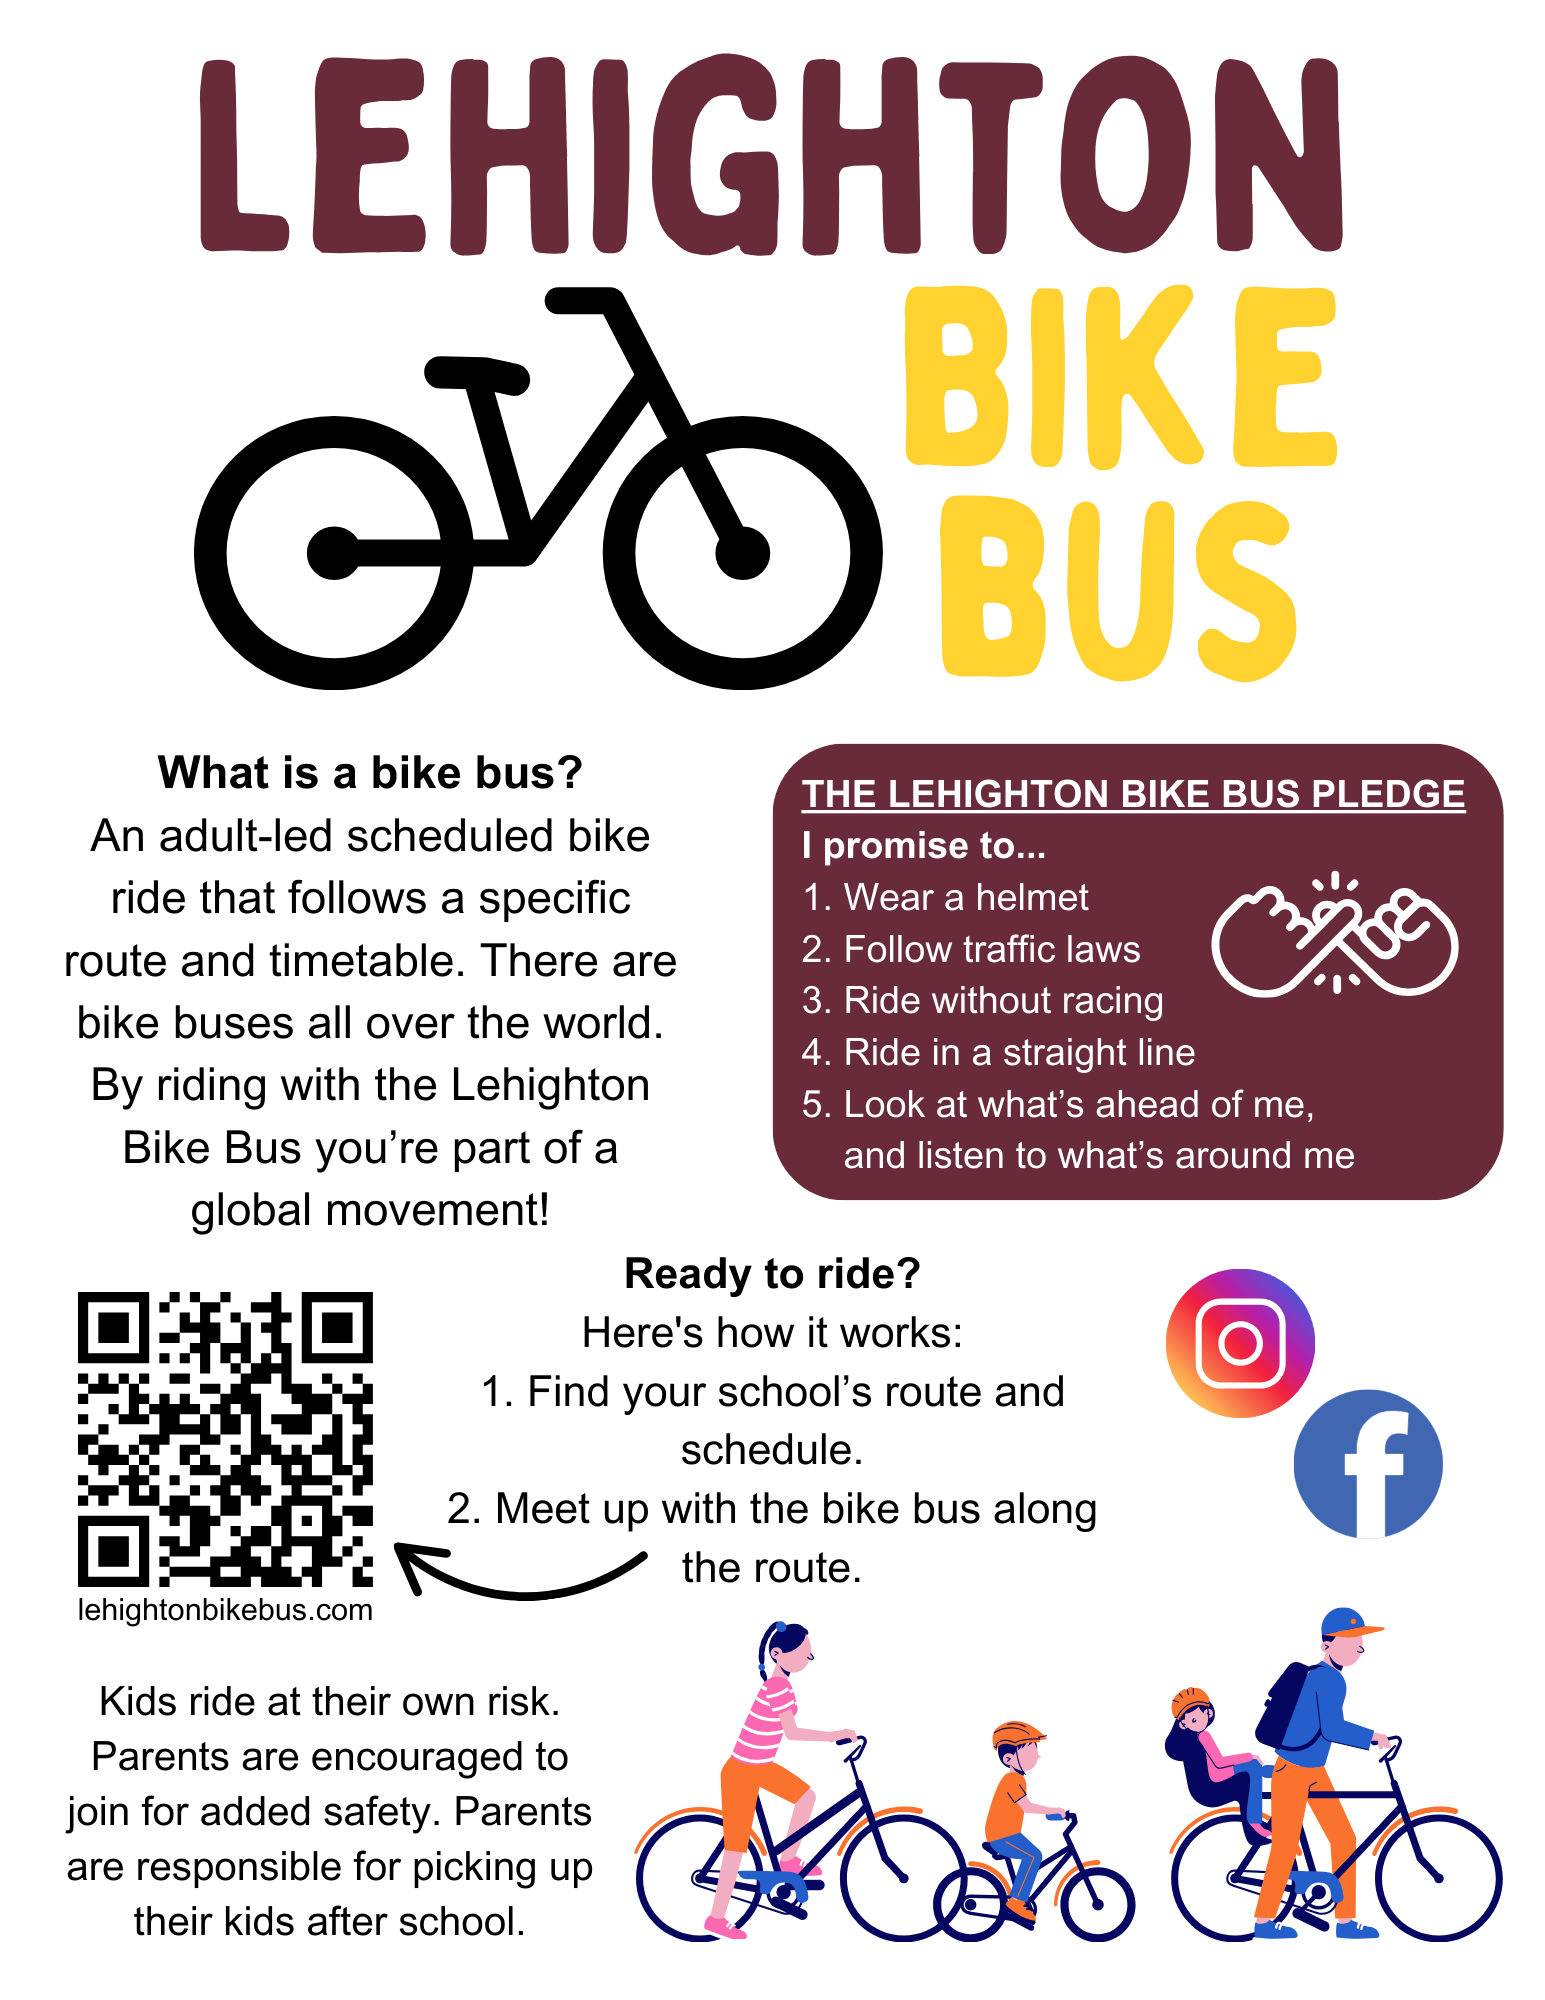 LEHIGHTON
BIKE
BUS
What is a bike bus?
An adult-led scheduled bike
ride that follows a specific
route and timetable. There are
bike buses all over the world.
By riding with the Lehighton
Bike Bus you’re part of a
global movement!
THE LEHIGHTON BIKE BUS PLEDGE
I promise to...
1. Wear a helmet
2. Follow traffic laws
3. Ride without racing
4. Ride in a straight line
5. Look at what’s ahead of me,
and listen to what’s around me
Ready to ride?
Here's how it works:
1. Find your school’s route and
schedule.
2. Meet up with the bike bus along
the route.
lehightonbikebus.com
f
Kids ride at their own risk.
Parents are encouraged to
join for added safety. Parents
are responsible for picking up
their kids after school.